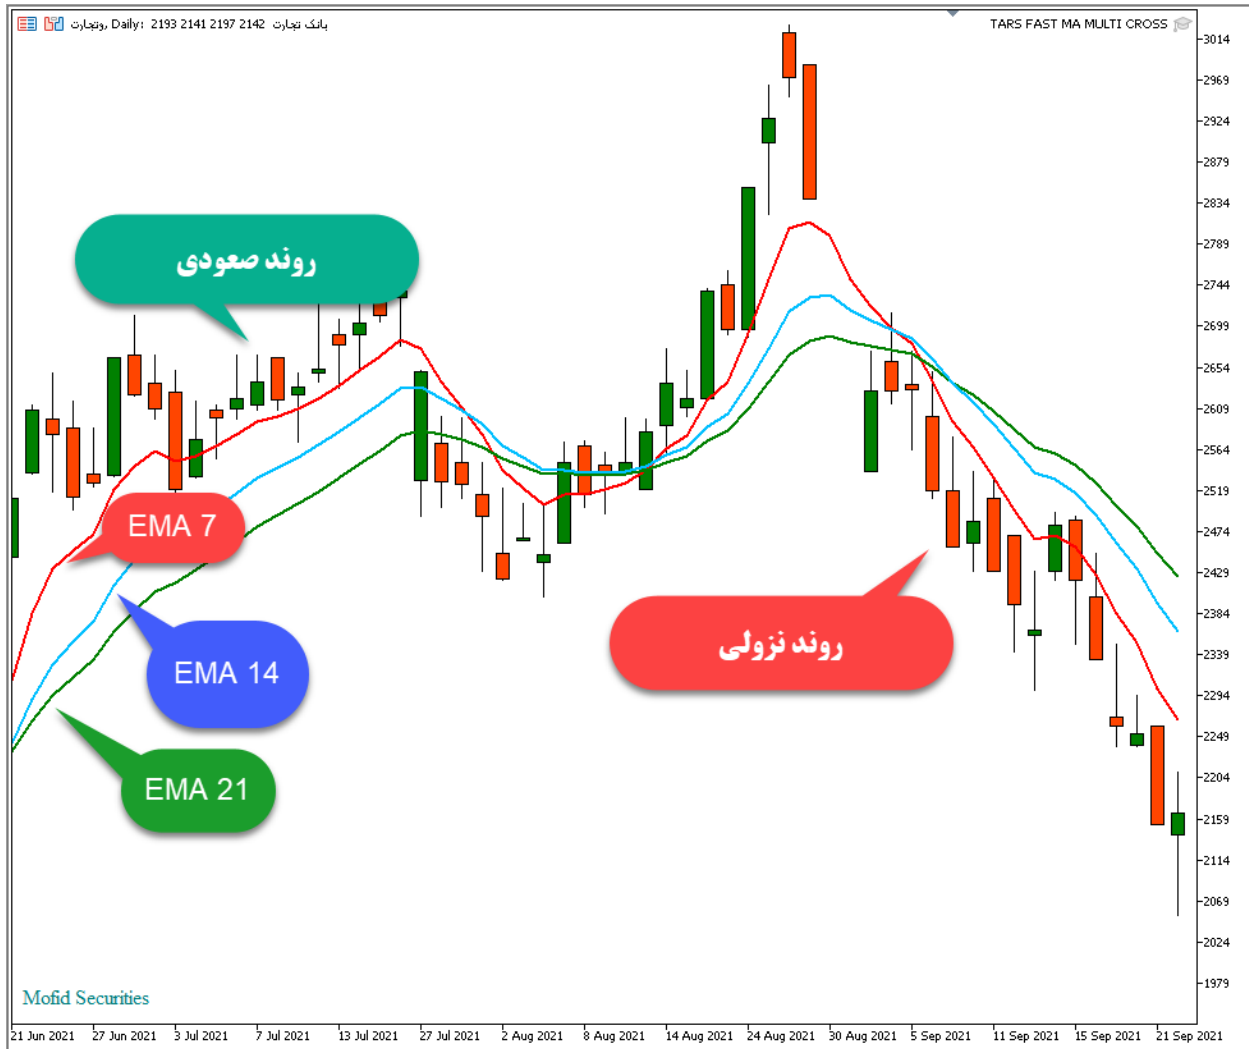 وتجارت, Daily: 2193 2141 2197 2142 بانک تجارت
TARS FAST MA MULTI CROSS
3014
2969
2924
2879
2834
2789
2744
2699
2654
2609
2564
2519
2474
2429
2384
2339
2294
2249
2204
2159
2114
2069
2024
1979
روند صعودی
EMA 7
EMA 14
EMA 21
روند نزولی
Mofid Securities
21 Jun 2021
27 Jun 2021
3 Jul 2021
7 Jul 2021
13 Jul 2021
27 Jul 2021
2 Aug 2021
8 Aug 2021
14 Aug 2021
24 Aug 2021
30 Aug 2021
5 Sep 2021
11 Sep 2021
15 Sep 2021
21 Sep 2021